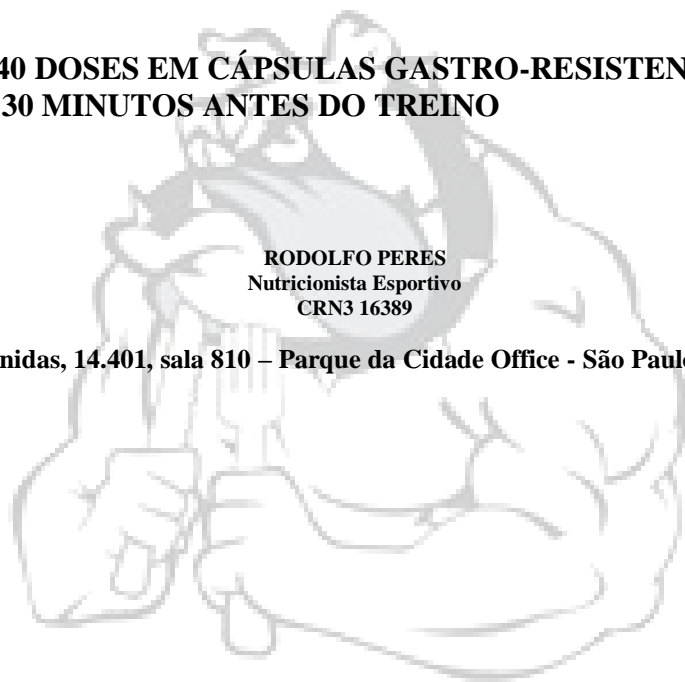 40 DOSES EM CÁPSULAS GASTRO-RESISTEN
30 MINUTOS ANTES DO TREINO
RODOLFO PERES
Nutricionista Esportivo
CRN3 16389
nidas, 14.401, sala 810 – Parque da Cidade Office - São Paulo